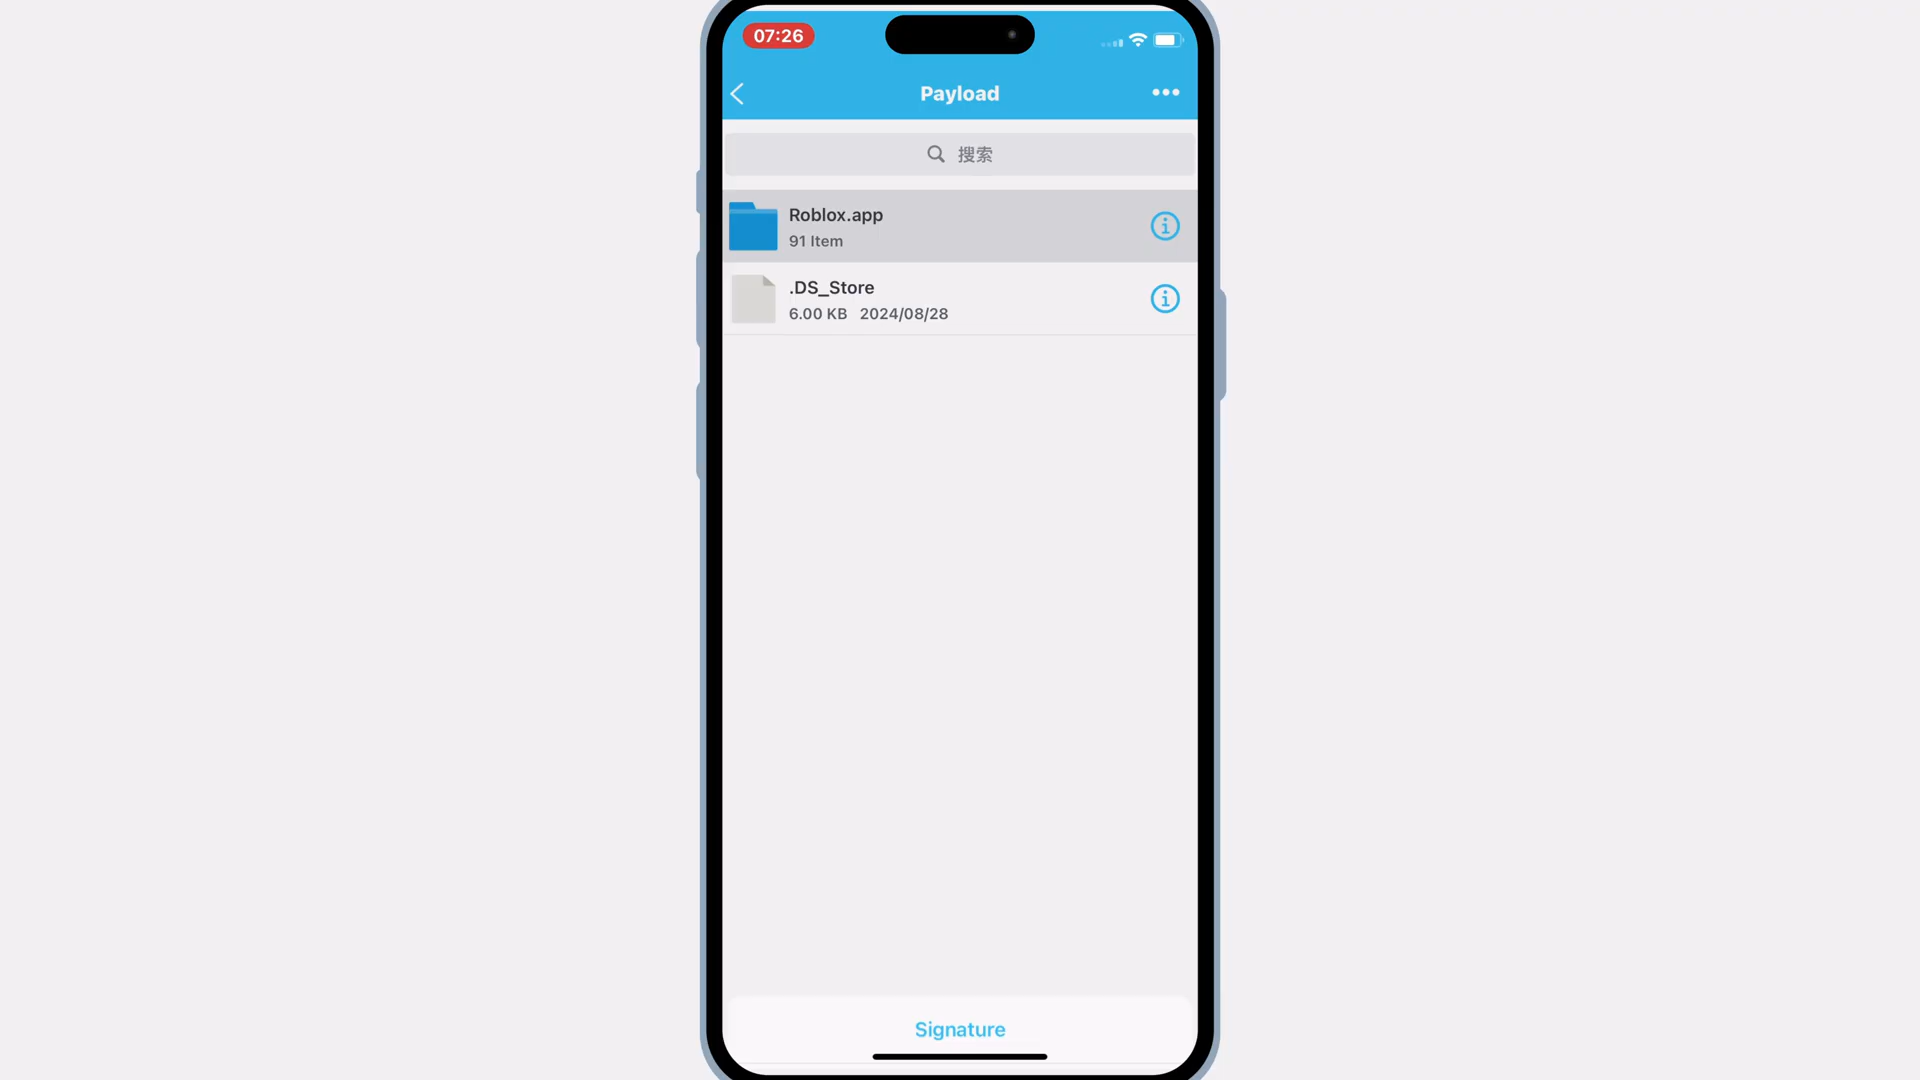 07:26
Payload
搜索
Roblox.app
91 Item
.DS_Store
6.00 KB 2024/08/28
Signature